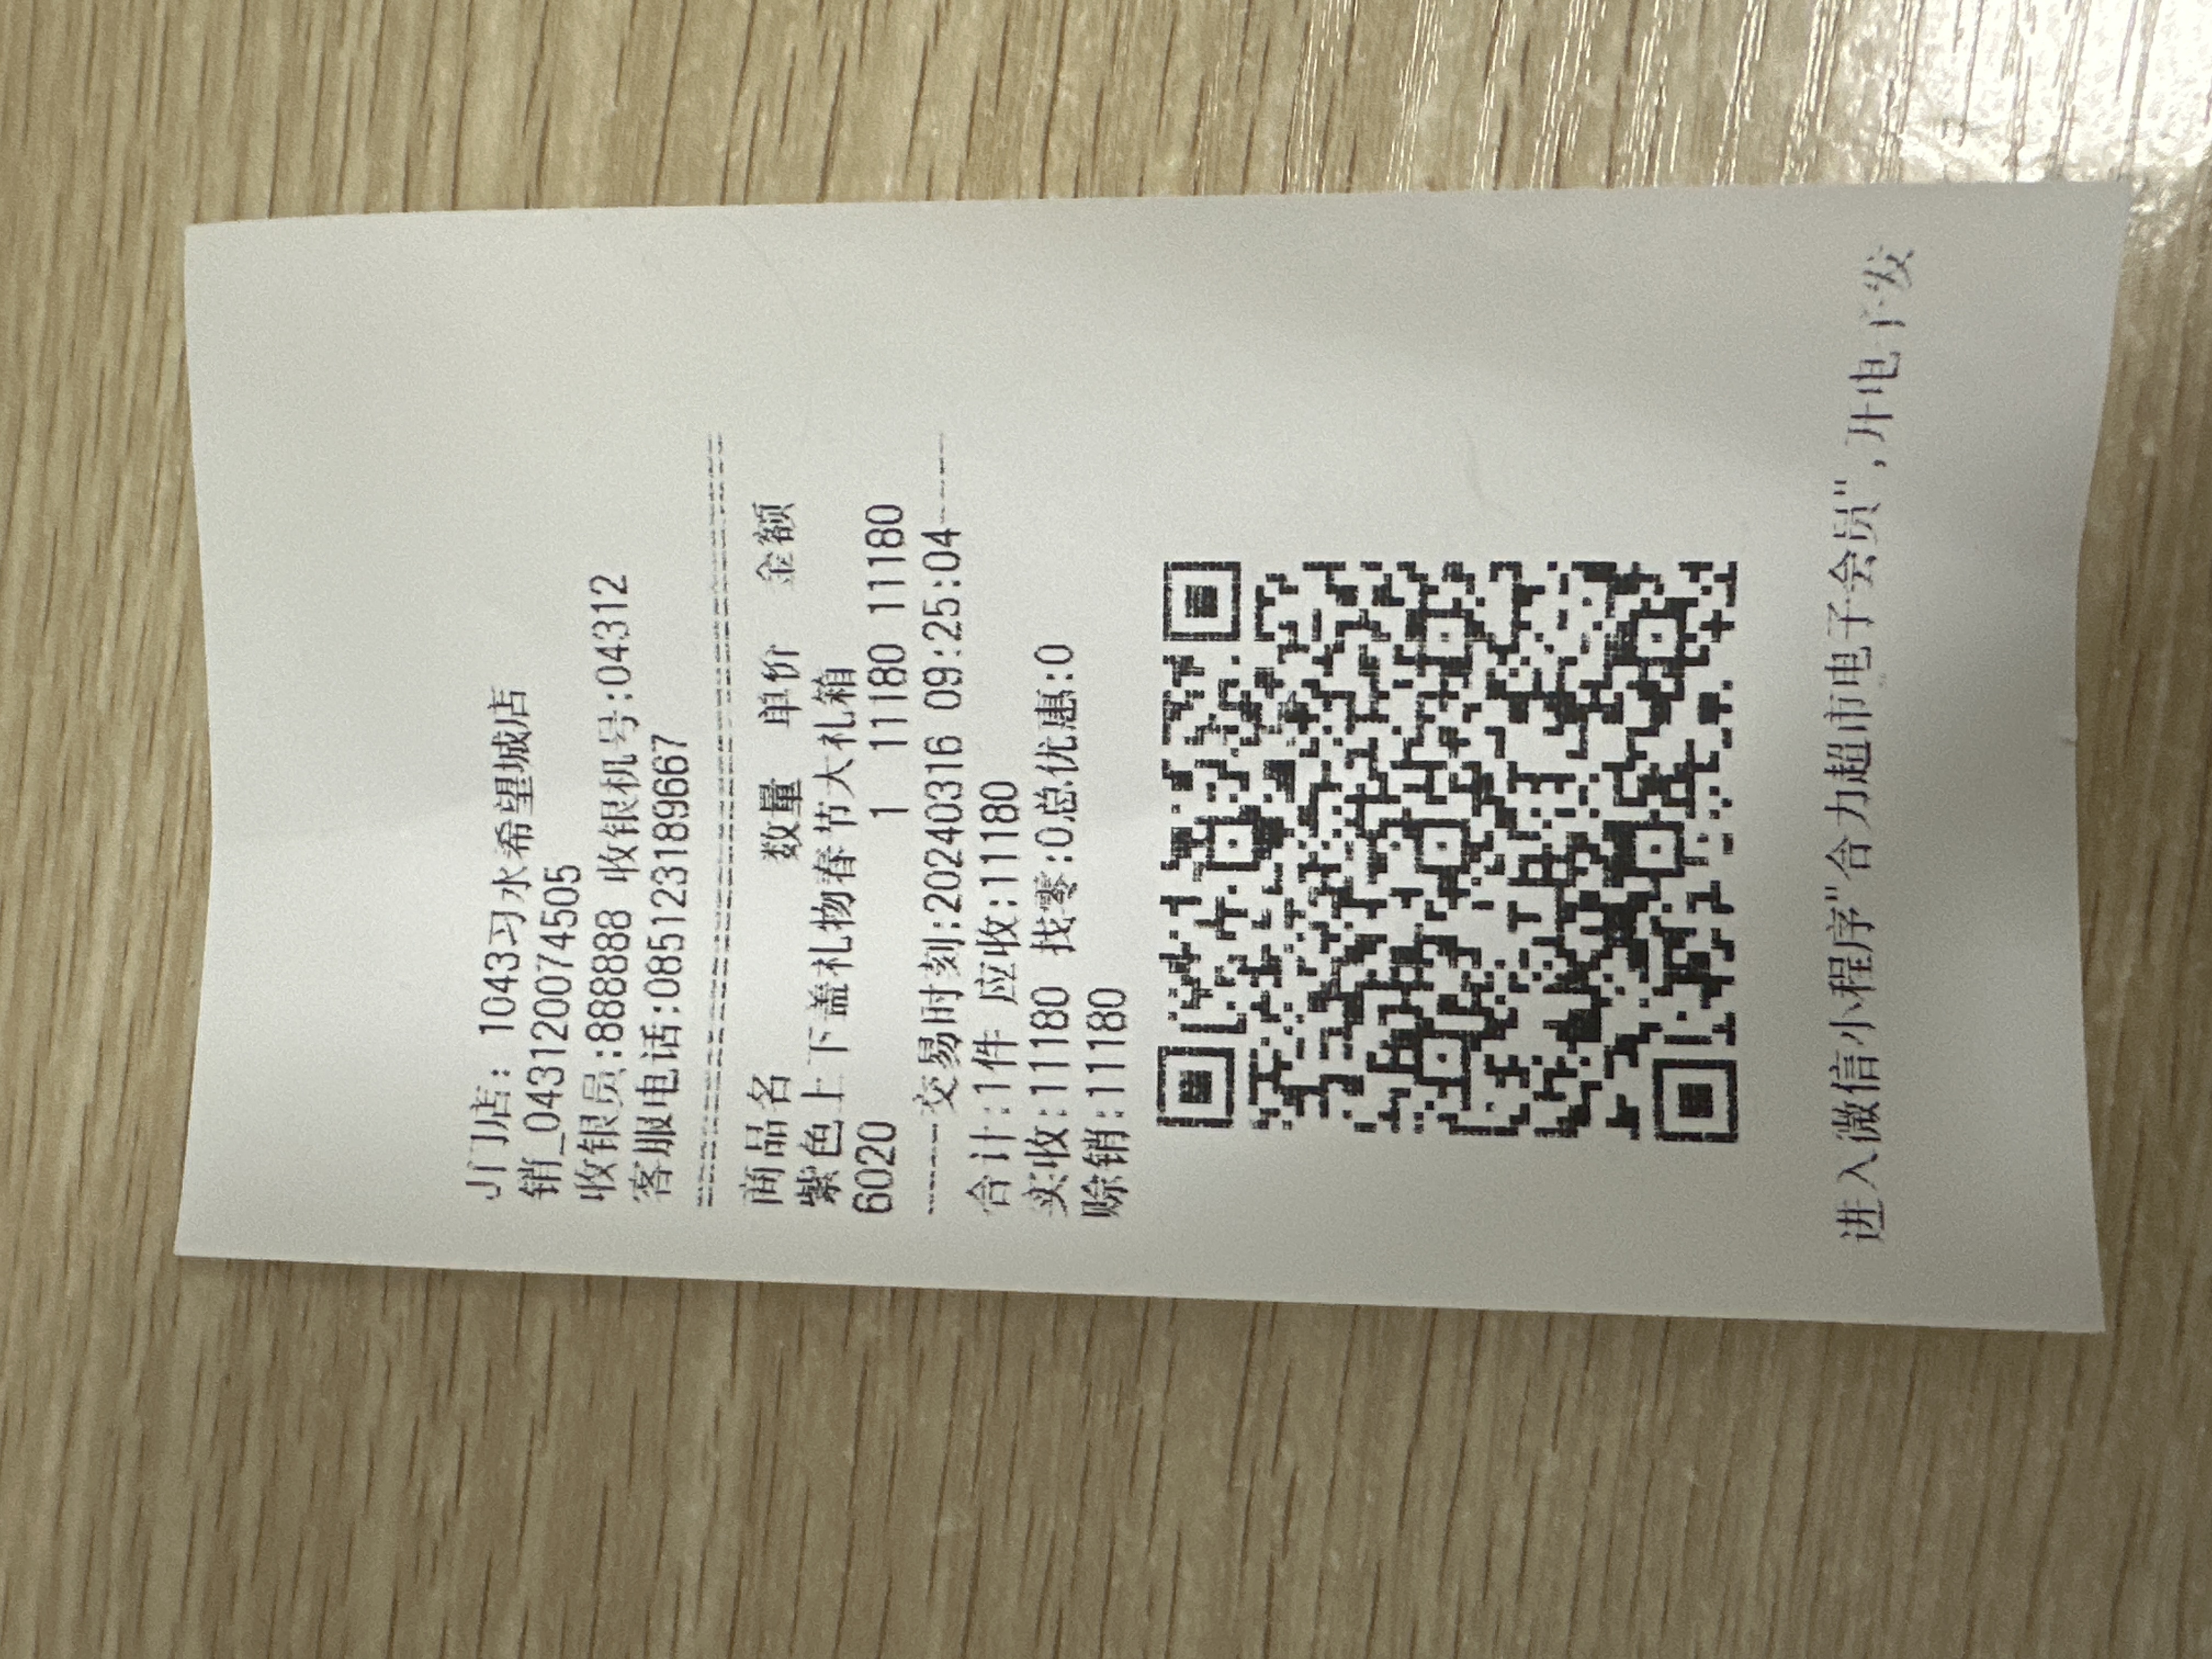 门店: 1043习水希望城店
销_043120074505
收银员:888888 收银机号:04312
客服电话:085123189667
商品名 数量 单价 金额
紫色上下盖礼物春节大礼箱
6020 1 11180 11180
-----交易时刻:20240316 09:25:04-----
合计:1件 应收:11180
实收:11180 找零:0总优惠:0
赊销:11180
进入微信小程序"合力超市电子会员",开电子发